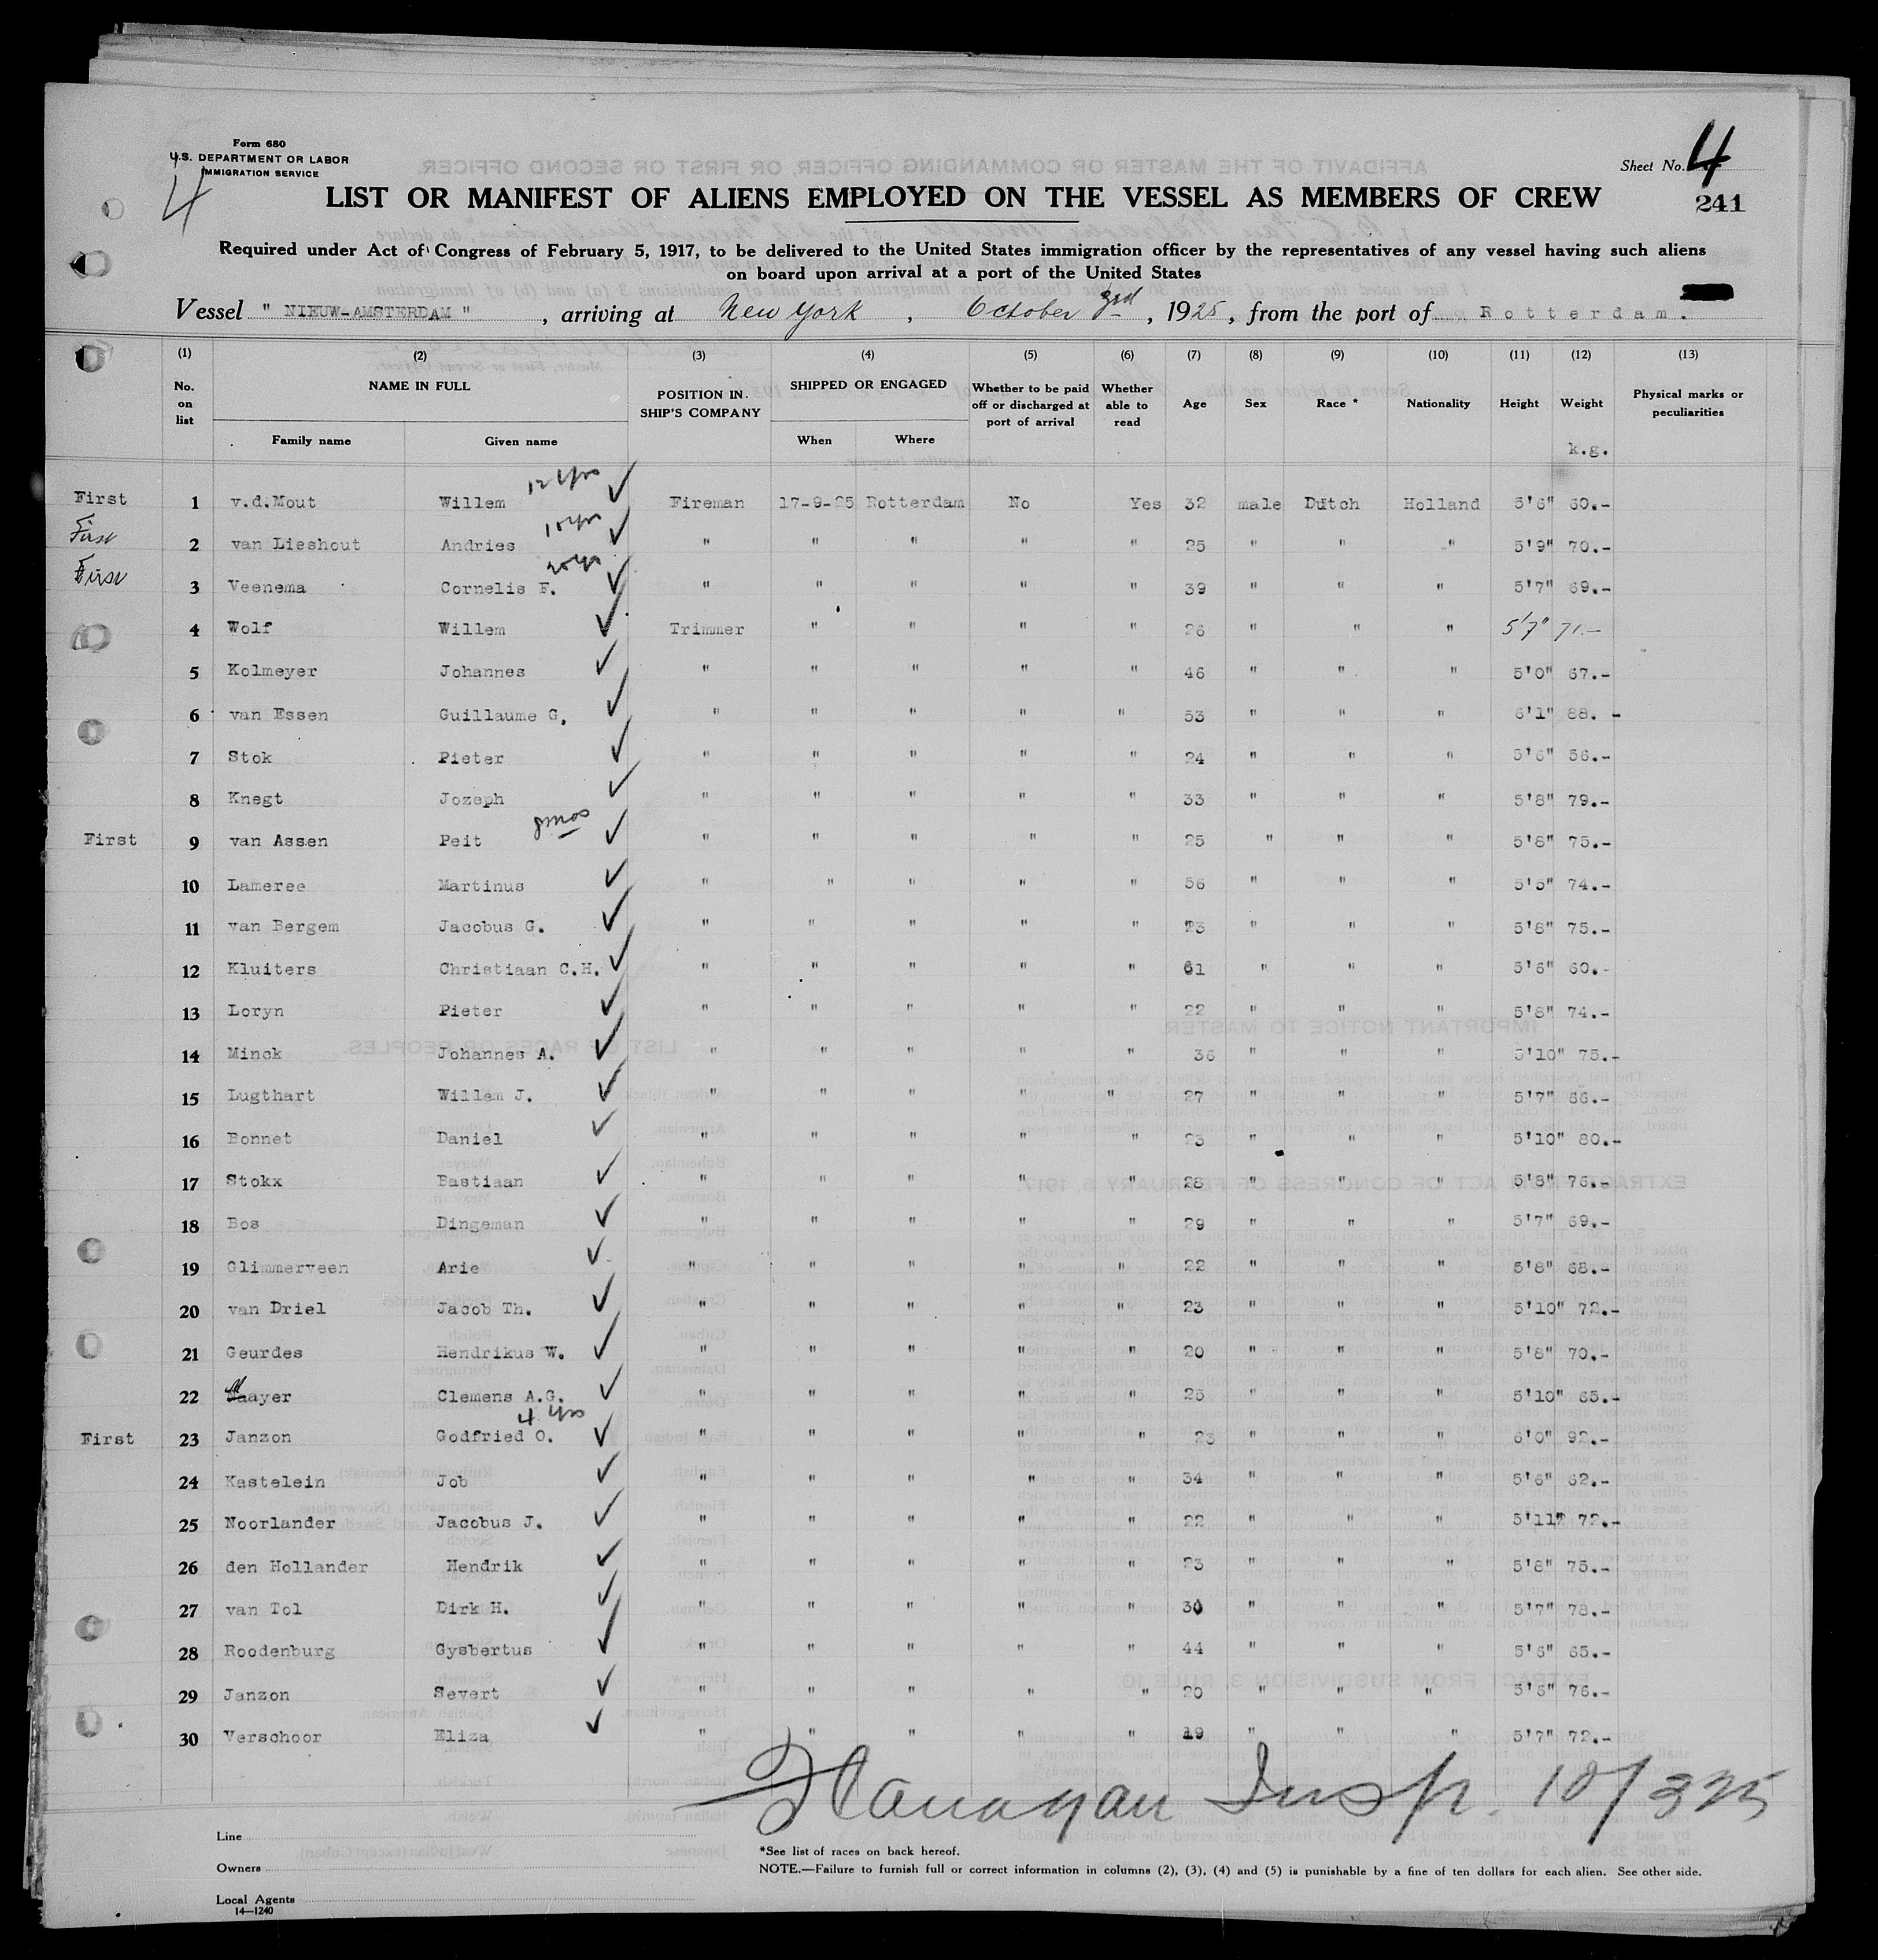 Form 680
U.S. DEPARTMENT OR LABOR
IMMIGRATION SERVICE
4
Sheet No. 4
241
LIST OR MANIFEST OF ALIENS EMPLOYED ON THE VESSEL AS MEMBERS OF CREW
Required under Act of Congress of February 5, 1917, to be delivered to the United States immigration officer by the representatives of any vessel having such aliens
on board upon arrival at a port of the United States
Vessel " NIEUW-AMSTERDAM ", arriving at New York, October 3rd, 1925, from the port of Rotterdam.
(1) (2) (3) (4) (5) (6) (7) (8) (9) (10) (11) (12) (13)
No. on list NAME IN FULL Family name Given name POSITION IN SHIP'S COMPANY SHIPPED OR ENGAGED When Where Whether to be paid off or discharged at port of arrival Whether able to read Age Sex Race * Nationality Height Weight k.g. Physical marks or peculiarities
First 1 v.d.Mout Willem 12 yrs ✓ Fireman 17-9-25 Rotterdam No Yes 32 male Dutch Holland 5'6" 60.-
First 2 van Lieshout Andries 10 yrs ✓ " " " " " 25 " " " 5'9" 70.-
First 3 Veenema Cornelis F. 20 yrs ✓ " " " " " 39 " " " 5'7" 69.-
4 Wolf Willem ✓ Trimmer " " " " 26 " " " 5'7" 71.-
5 Kolmeyer Johannes ✓ " " " " " 46 " " " 5'0" 67.-
6 van Essen Guillaume G. ✓ " " " " " 53 " " " 6'1" 88. -
7 Stok Pieter ✓ " " " " " 24 " " " 5'6" 56.-
8 Knegt Jozeph ✓ " " " " " 33 " " " 5'8" 79.-
First 9 van Assen Peit 8 mos ✓ " " " " " 25 " " " 5'8" 75.-
10 Lameree Martinus ✓ " " " " " 56 " " " 5'5" 74.-
11 van Bergem Jacobus G. ✓ " " " " " 23 " " " 5'8" 75.-
12 Kluiters Christiaan C.H. ✓ " " " " " 61 " " " 5'6" 60.-
13 Loryn Pieter ✓ " " " " " 22 " " " 5'8" 74.-
14 Minck Johannes A. ✓ " " " " " 36 " " " 5'10" 75.-
15 Lugthart Willem J. ✓ " " " " " 27 " " " 5'7" 66.-
16 Bonnet Daniel ✓ " " " " " 23 " " " 5'10" 80.-
17 Stokx Bastiaan ✓ " " " " " 28 " " " 5'8" 76.-
18 Bos Dingeman ✓ " " " " " 29 " " " 5'7" 69.-
19 Glimmerveen Arie ✓ " " " " " 22 " " " 5'8" 68.-
20 van Driel Jacob Th. ✓ " " " " " 23 " " " 5'10" 72.-
21 Geurdes Hendrikus W. ✓ " " " " " 20 " " " 5'8" 70.-
22 Maayer Clemens A.G. ✓ " " " " " 25 " " " 5'10" 65.-
First 23 Janzon Godfried O. 4 yrs ✓ " " " " " 23 " " " 6'0" 92.-
24 Kastelein Job ✓ " " " " " 34 " " " 5'6" 62.-
25 Noorlander Jacobus J. ✓ " " " " " 22 " " " 5'11" 72.-
26 den Hollander Hendrik ✓ " " " " " 23 " " " 5'8" 75.-
27 van Tol Dirk H. ✓ " " " " " 30 " " " 5'7" 78.-
28 Roodenburg Gysbertus ✓ " " " " " 44 " " " 5'6" 65.-
29 Janzon Severt ✓ " " " " " 20 " " " 5'6" 76.-
30 Verschoor Eliza ✓ " " " " " 19 " " " 5'7" 72.-
Flanagan Insp. 10/3 25
Line
Owners
Local Agents
14—1240
*See list of races on back hereof.
NOTE.—Failure to furnish full or correct information in columns (2), (3), (4) and (5) is punishable by a fine of ten dollars for each alien. See other side.